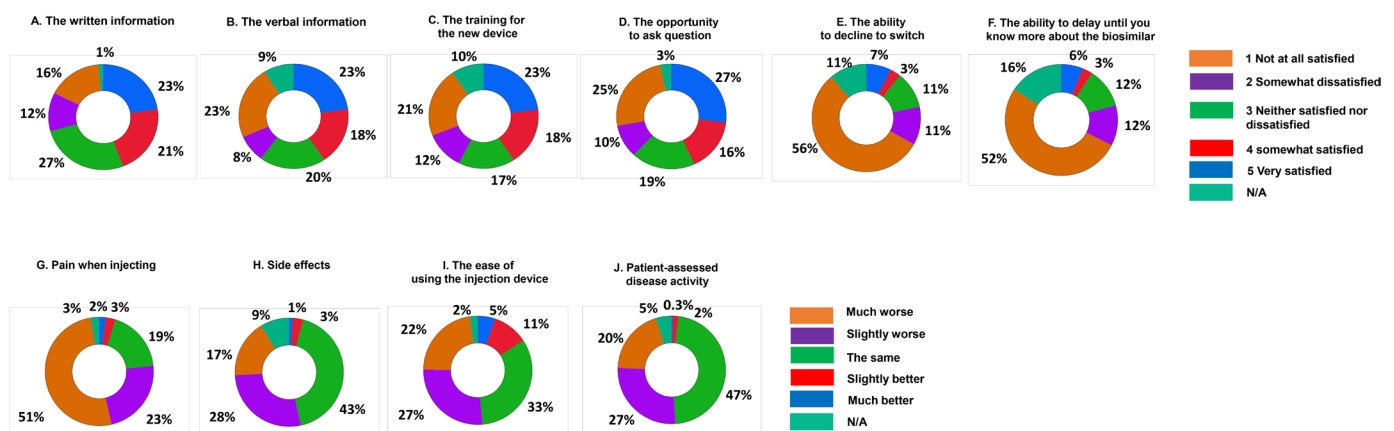 A. The written information
1%
16%
23%
12%
27%
21%
B. The verbal information
9%
23%
23%
18%
8%
20%
C. The training for
the new device
10%
23%
21%
18%
12%
17%
D. The opportunity
to ask question
3%
25%
27%
10%
16%
19%
E. The ability
to decline to switch
7%
11%
3%
11%
11%
56%
F. The ability to delay until you
know more about the biosimilar
6%
16%
3%
12%
12%
52%
1 Not at all satisfied
2 Somewhat dissatisfied
3 Neither satisfied nor
dissatisfied
4 somewhat satisfied
5 Very satisfied
N/A
G. Pain when injecting
3%
2%
3%
19%
51%
23%
H. Side effects
1%
9%
3%
17%
28%
43%
I. The ease of
using the injection device
2%
5%
11%
22%
27%
33%
J. Patient-assessed
disease activity
0.3%
5%
2%
20%
27%
47%
Much worse
Slightly worse
The same
Slightly better
Much better
N/A